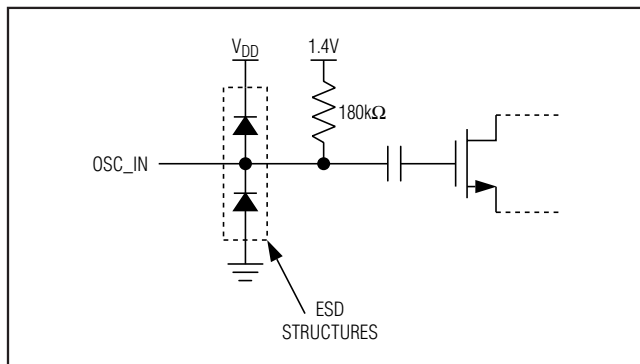 V_DD
1.4V
180kΩ
OSC_IN
ESD
STRUCTURES